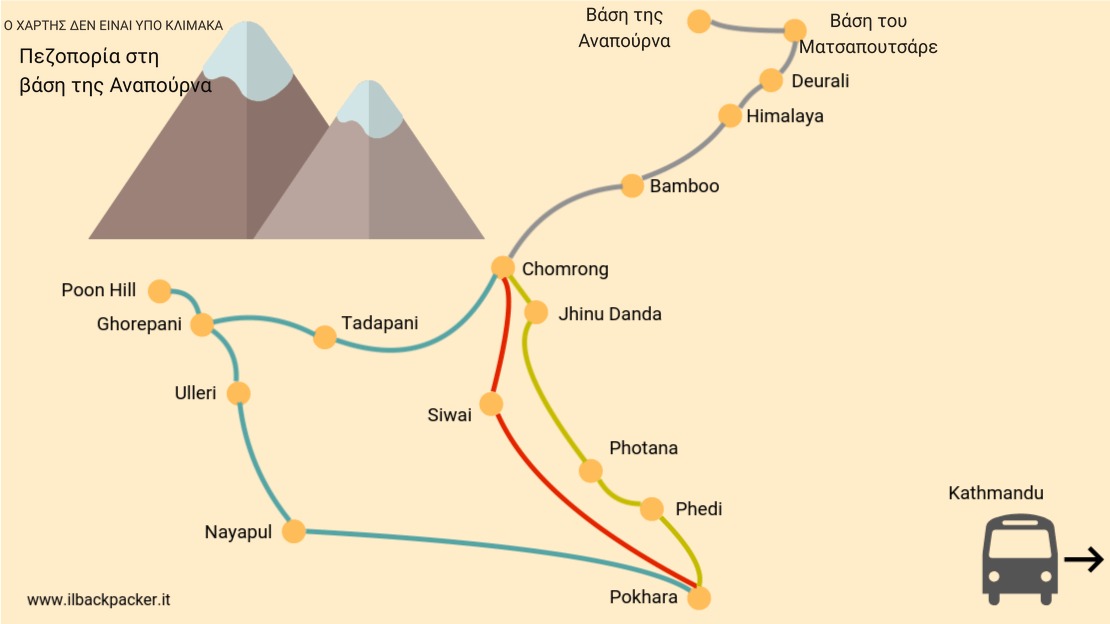 Ο ΧΑΡΤΗΣ ΔΕΝ ΕΙΝΑΙ ΥΠΟ ΚΛΙΜΑΚΑ
Πεζοπορία στη
βάση της Αναπούρνα
Βάση της
Αναπούρνα
Βάση του
Ματσαπουτσάρε
Deurali
Himalaya
Bamboo
Chomrong
Poon Hill
Jhinu Danda
Ghorepani
Tadapani
Ulleri
Siwai
Photana
Kathmandu
Phedi
Nayapul
Pokhara
www.ilbackpacker.it